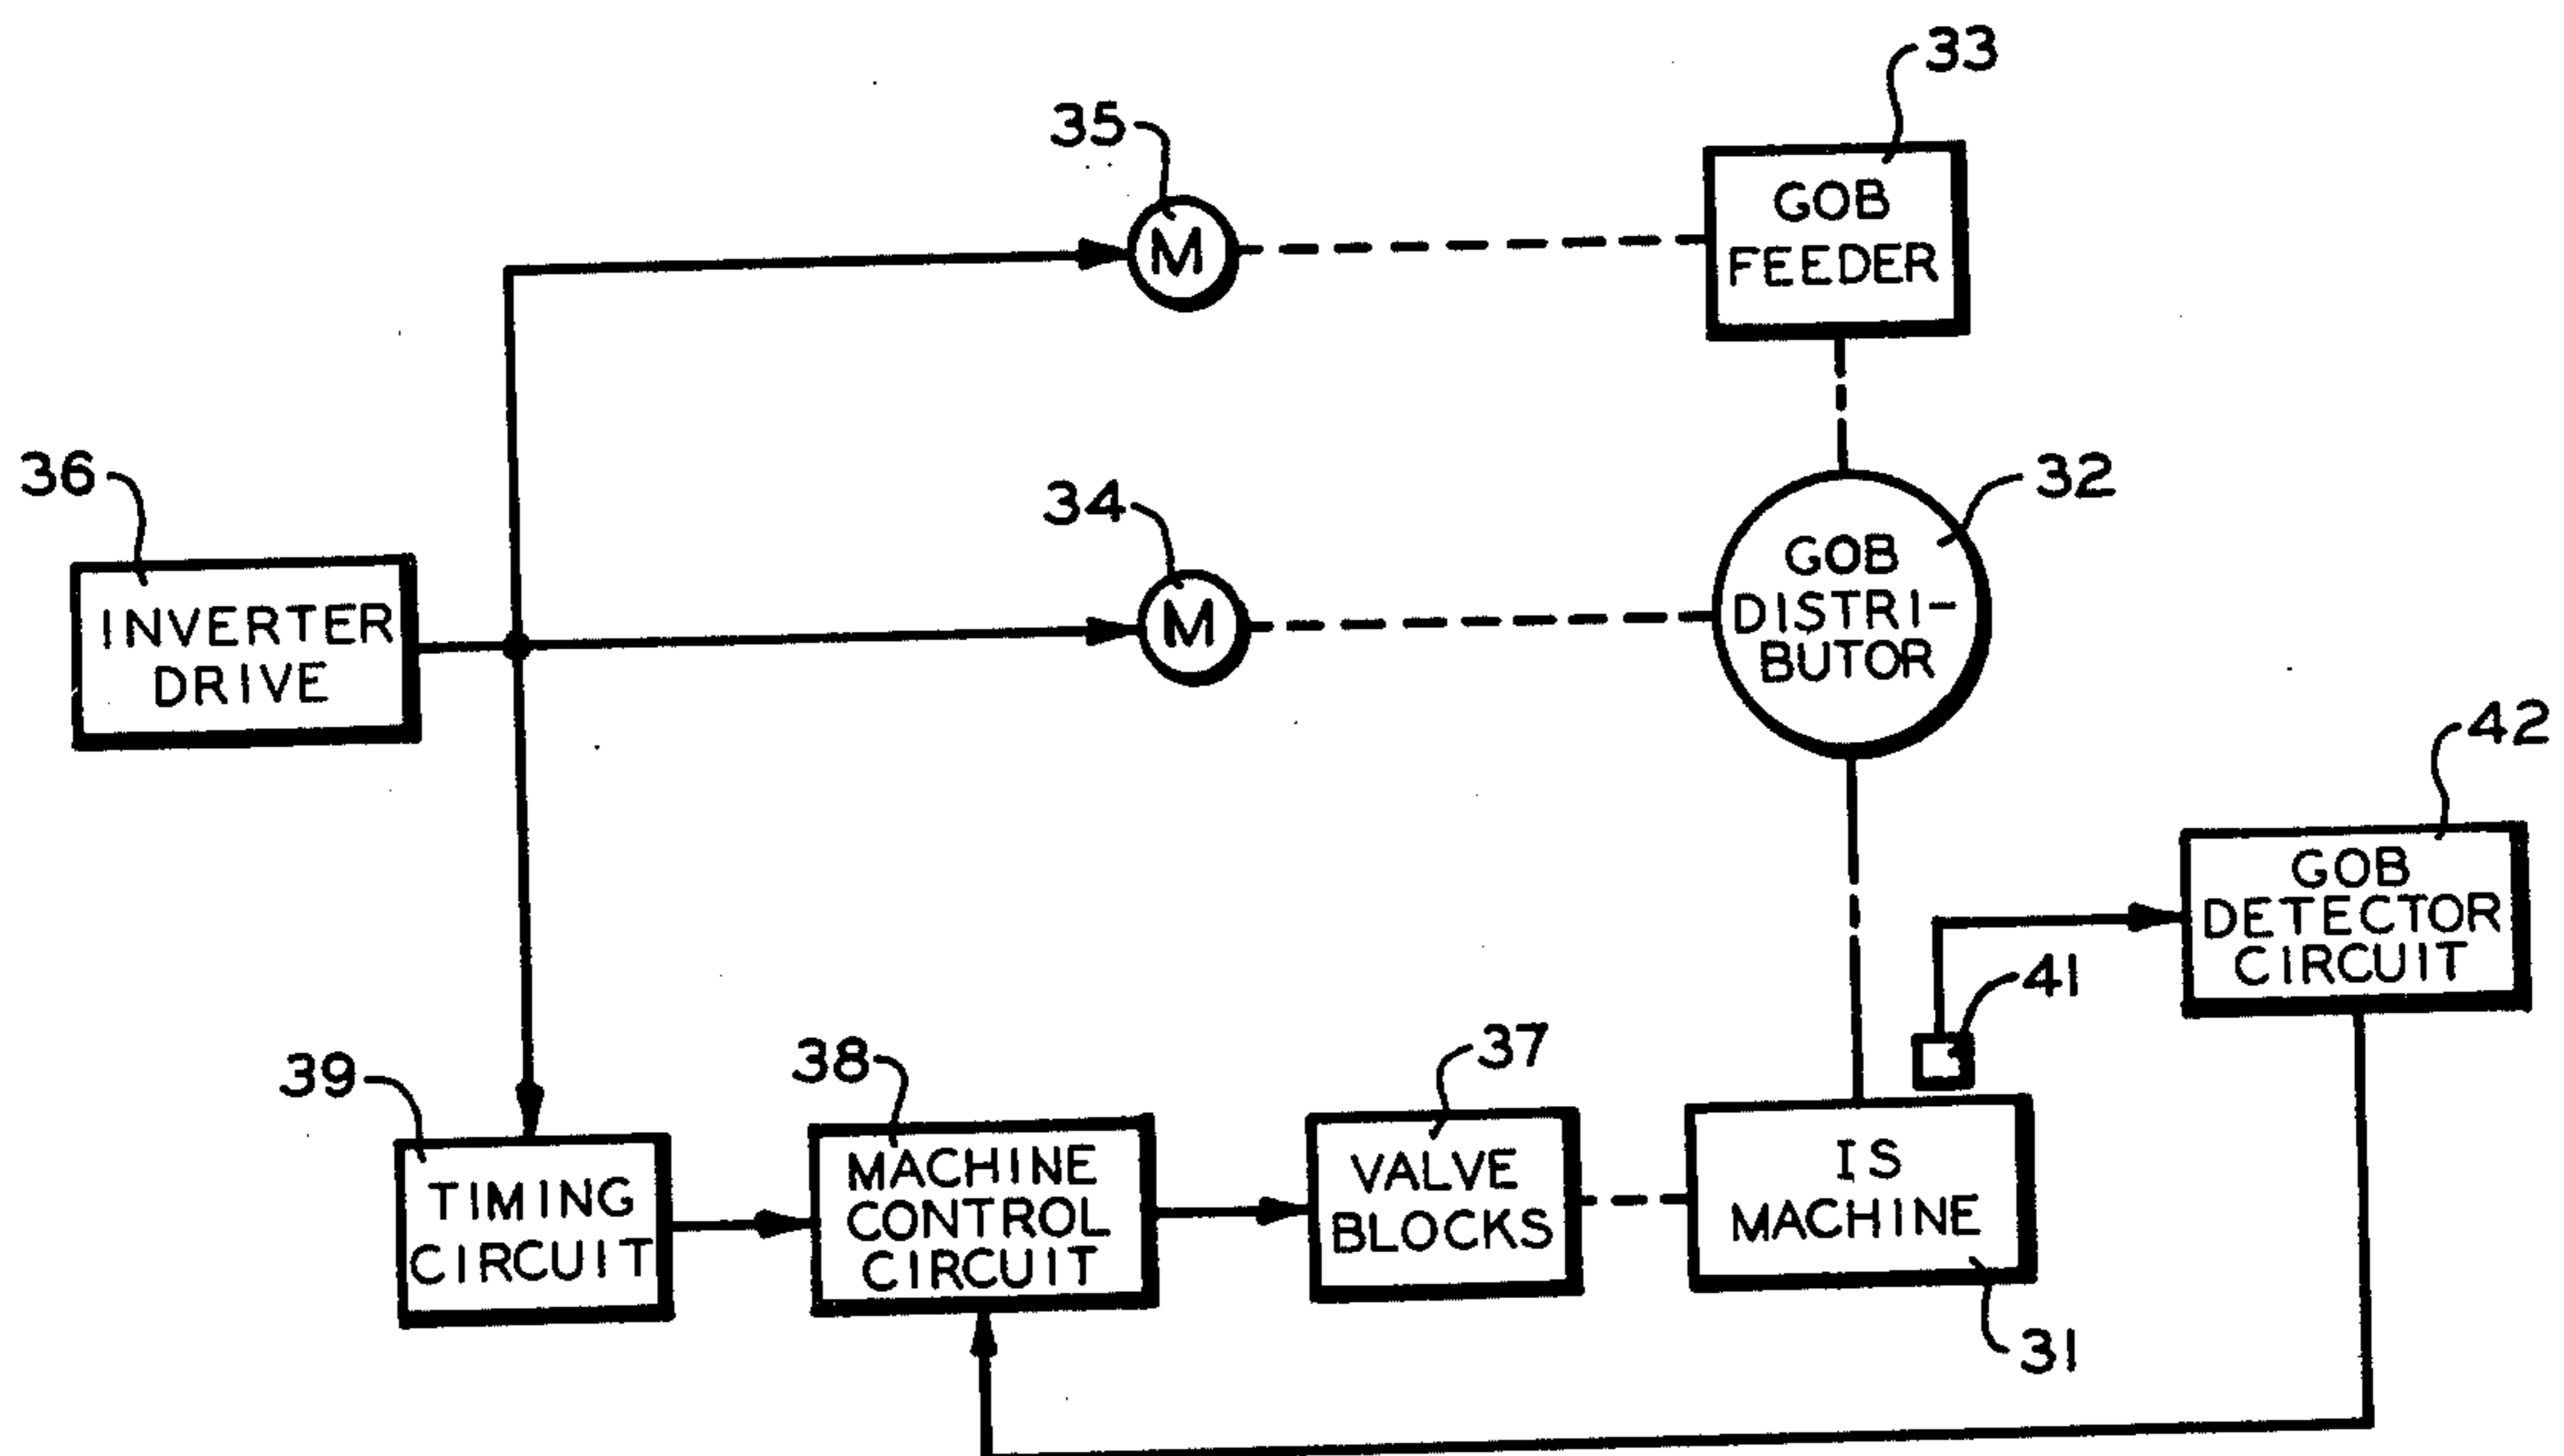 33
35
GOB
FEEDER
M
36
34
32
INVERTER
DRIVE
M
GOB
DISTRI-
BUTOR
42
GOB
DETECTOR
CIRCUIT
41
39
38
37
TIMING
CIRCUIT
MACHINE
CONTROL
CIRCUIT
VALVE
BLOCKS
IS
MACHINE
31